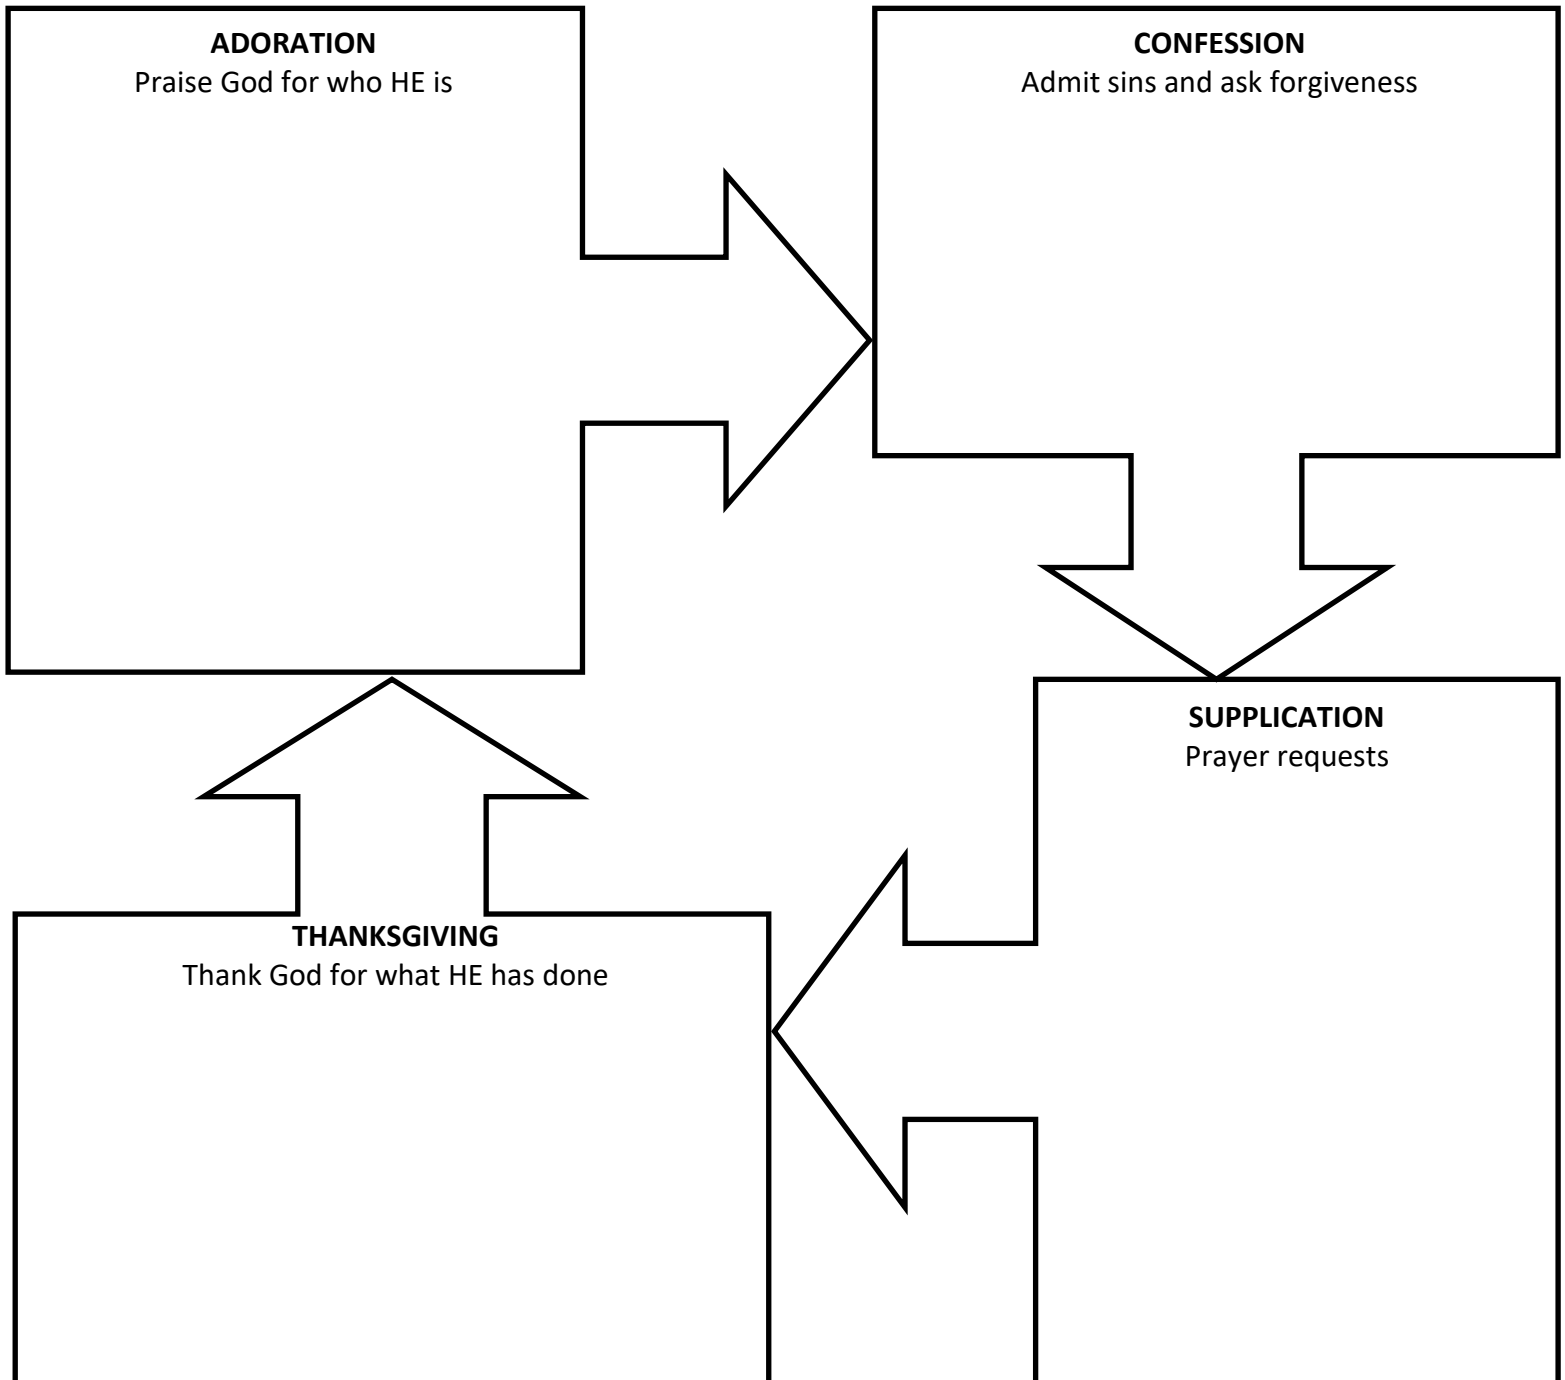 ADORATION
Praise God for who HE is
CONFESSION
Admit sins and ask forgiveness
SUPPLICATION
Prayer requests
THANKSGIVING
Thank God for what HE has done